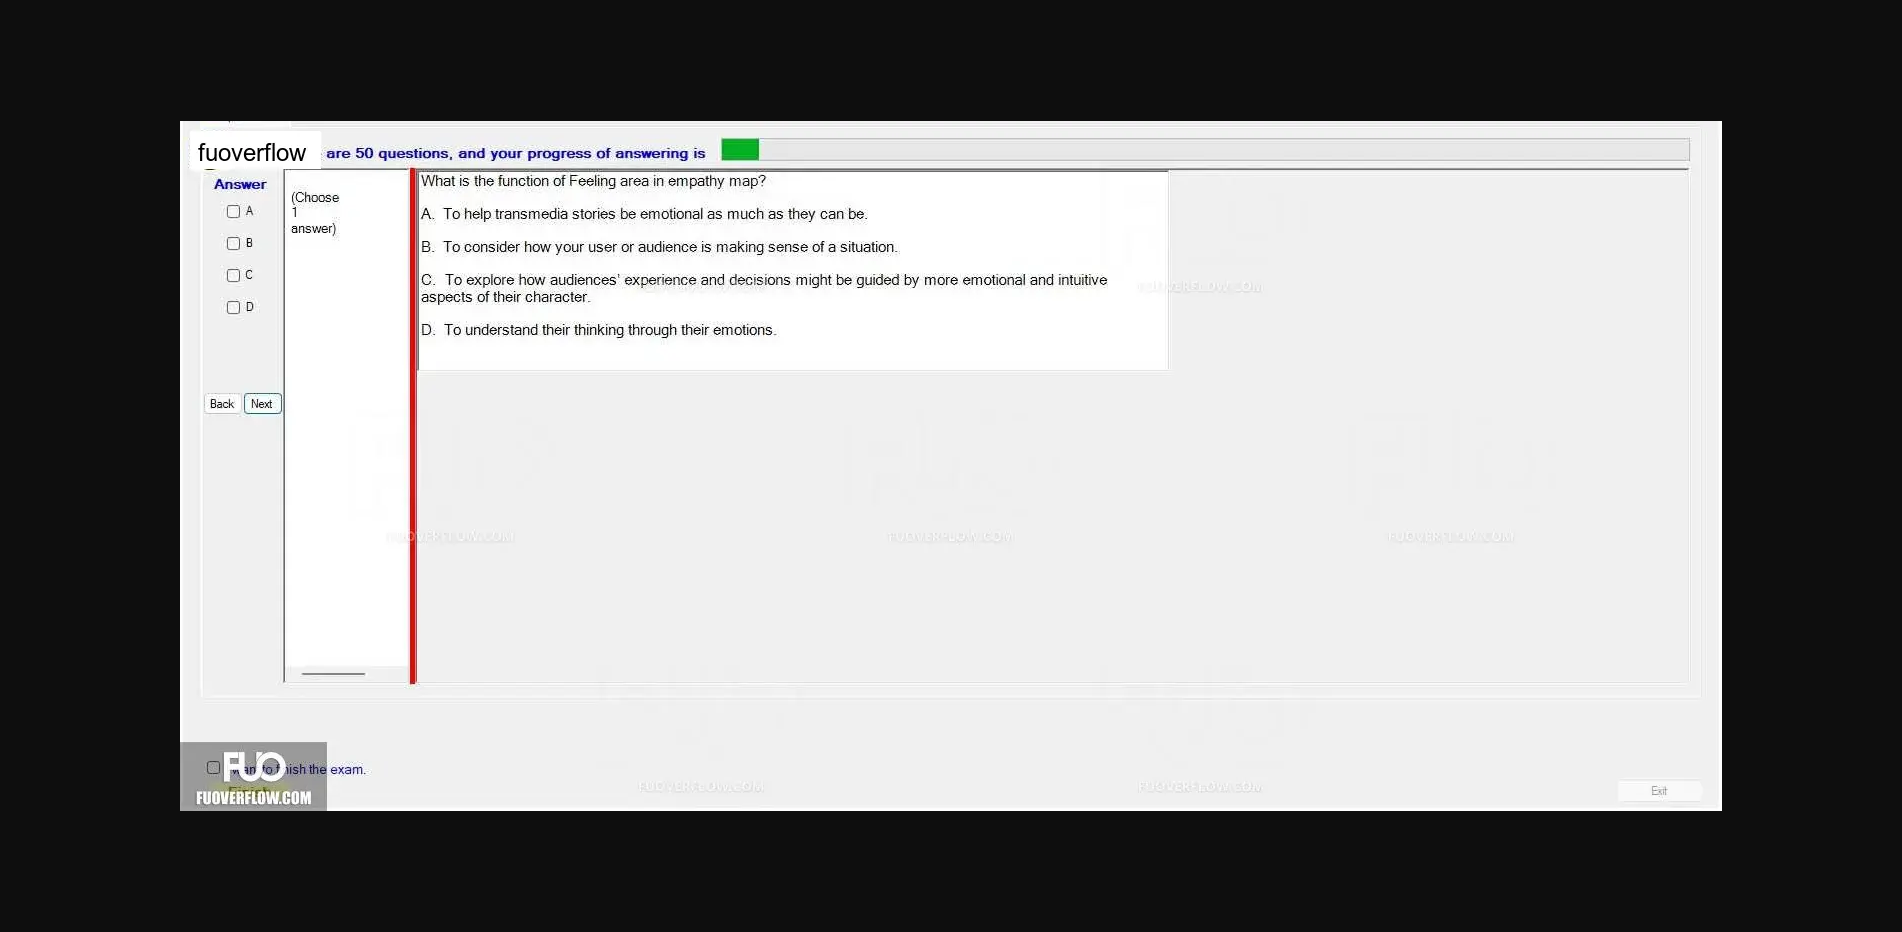 fuoverflow are 50 questions, and your progress of answering is
Answer
A
B
C
D
Back Next
(Choose
1
answer)
What is the function of Feeling area in empathy map?
A. To help transmedia stories be emotional as much as they can be.
B. To consider how your user or audience is making sense of a situation.
C. To explore how audiences' experience and decisions might be guided by more emotional and intuitive
aspects of their character.
D. To understand their thinking through their emotions.
FUOVERFLOW.COM
FUOVERFLOW.COM
FUOVERFLOW.COM
FUOVERFLOW.COM
FUO
want to finish the exam.
Finish
FUOVERFLOW.COM
FUOVERFLOW.COM
FUOVERFLOW.COM
Exit